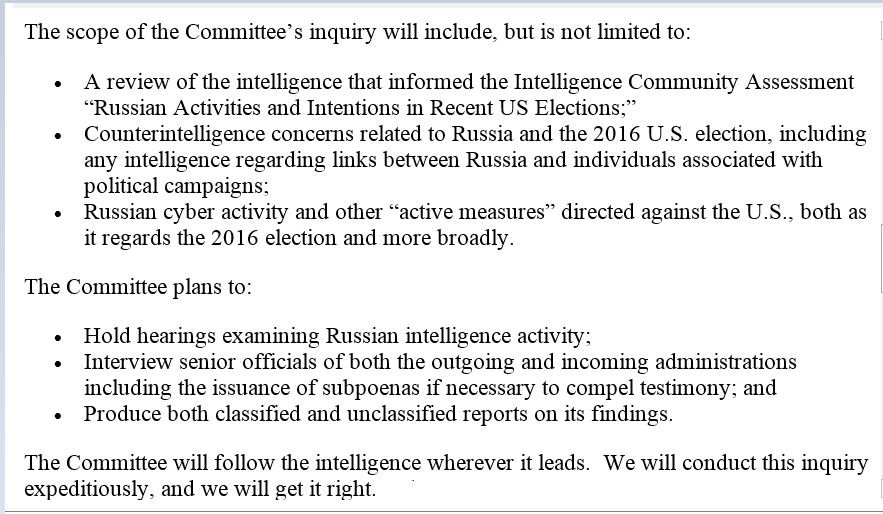 The scope of the Committee’s inquiry will include, but is not limited to:
• A review of the intelligence that informed the Intelligence Community Assessment
“Russian Activities and Intentions in Recent US Elections;”
• Counterintelligence concerns related to Russia and the 2016 U.S. election, including
any intelligence regarding links between Russia and individuals associated with
political campaigns;
• Russian cyber activity and other “active measures” directed against the U.S., both as
it regards the 2016 election and more broadly.
The Committee plans to:
• Hold hearings examining Russian intelligence activity;
• Interview senior officials of both the outgoing and incoming administrations
including the issuance of subpoenas if necessary to compel testimony; and
• Produce both classified and unclassified reports on its findings.
The Committee will follow the intelligence wherever it leads.  We will conduct this inquiry
expeditiously, and we will get it right.